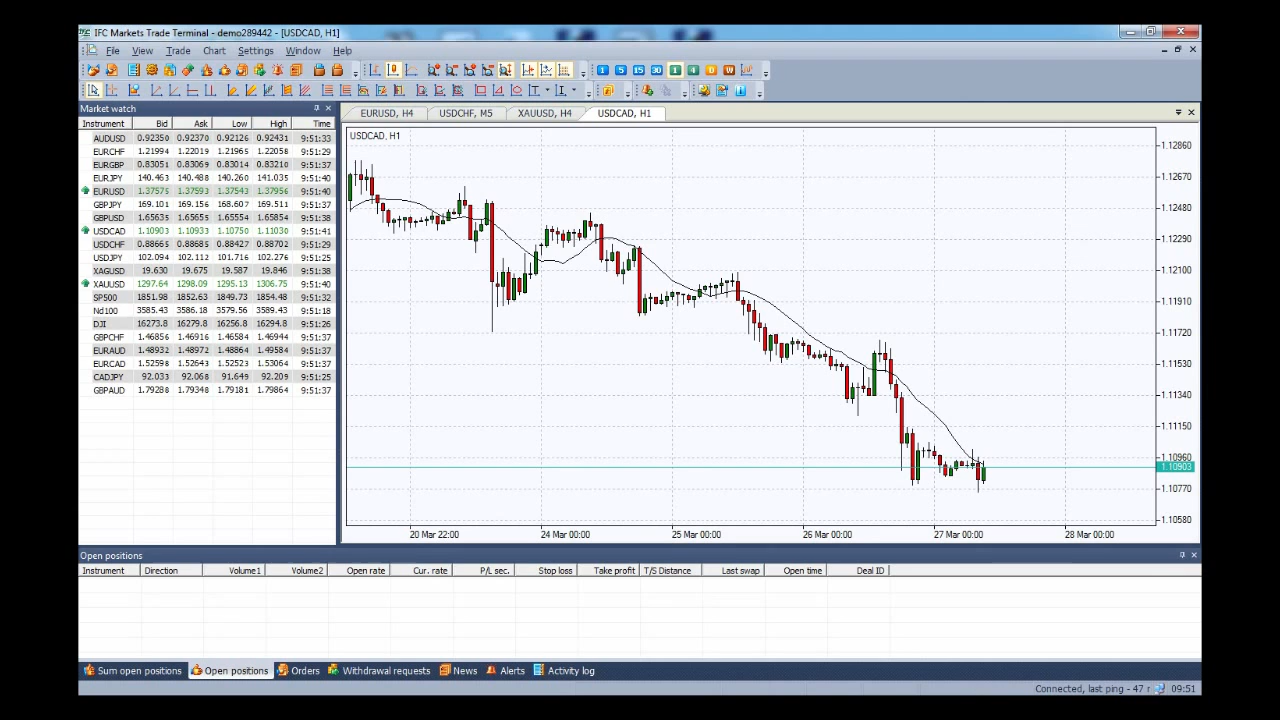 IFC Markets Trade Terminal - demo289442 - [USDCAD, H1]
File View Trade Chart Settings Window Help
1 5 15 30 1 4 D W
Market watch
Instrument Bid Ask Low High Time
AUDUSD 0.92350 0.92370 0.92126 0.92431 9:51:33
EURCHF 1.21994 1.22019 1.21965 1.22058 9:51:29
EURGBP 0.83051 0.83069 0.83014 0.83210 9:51:37
EURJPY 140.463 140.488 140.260 141.035 9:51:40
EURUSD 1.37575 1.37593 1.37543 1.37956 9:51:40
GBPJPY 169.101 169.156 168.607 169.511 9:51:37
GBPUSD 1.65635 1.65655 1.65554 1.65854 9:51:38
USDCAD 1.10903 1.10933 1.10750 1.11030 9:51:41
USDCHF 0.88665 0.88685 0.88427 0.88702 9:51:29
USDJPY 102.094 102.112 101.716 102.276 9:51:25
XAGUSD 19.630 19.675 19.587 19.846 9:51:38
XAUUSD 1297.64 1298.09 1295.13 1306.75 9:51:40
SP500 1851.98 1852.63 1849.73 1854.48 9:51:32
Nd100 3585.43 3586.18 3579.56 3589.43 9:51:18
DJI 16273.8 16279.8 16256.8 16294.8 9:51:26
GBPCHF 1.46856 1.46916 1.46584 1.46944 9:51:37
EURAUD 1.48932 1.48972 1.48864 1.49584 9:51:37
EURCAD 1.52598 1.52643 1.52523 1.53064 9:51:37
CADJPY 92.033 92.068 91.649 92.209 9:51:25
GBPAUD 1.79288 1.79348 1.79181 1.79864 9:51:37
EURUSD, H4 USDCHF, M5 XAUUSD, H4 USDCAD, H1
USDCAD, H1
1.12860
1.12670
1.12480
1.12290
1.12100
1.11910
1.11720
1.11530
1.11340
1.11150
1.10960
1.10903
1.10770
1.10580
20 Mar 22:00 24 Mar 00:00 25 Mar 00:00 26 Mar 00:00 27 Mar 00:00 28 Mar 00:00
Open positions
Instrument Direction Volume1 Volume2 Open rate Cur. rate P/L sec. Stop loss Take profit T/S Distance Last swap Open time Deal ID
Sum open positions Open positions Orders Withdrawal requests News Alerts Activity log
Connected, last ping - 47 09:51